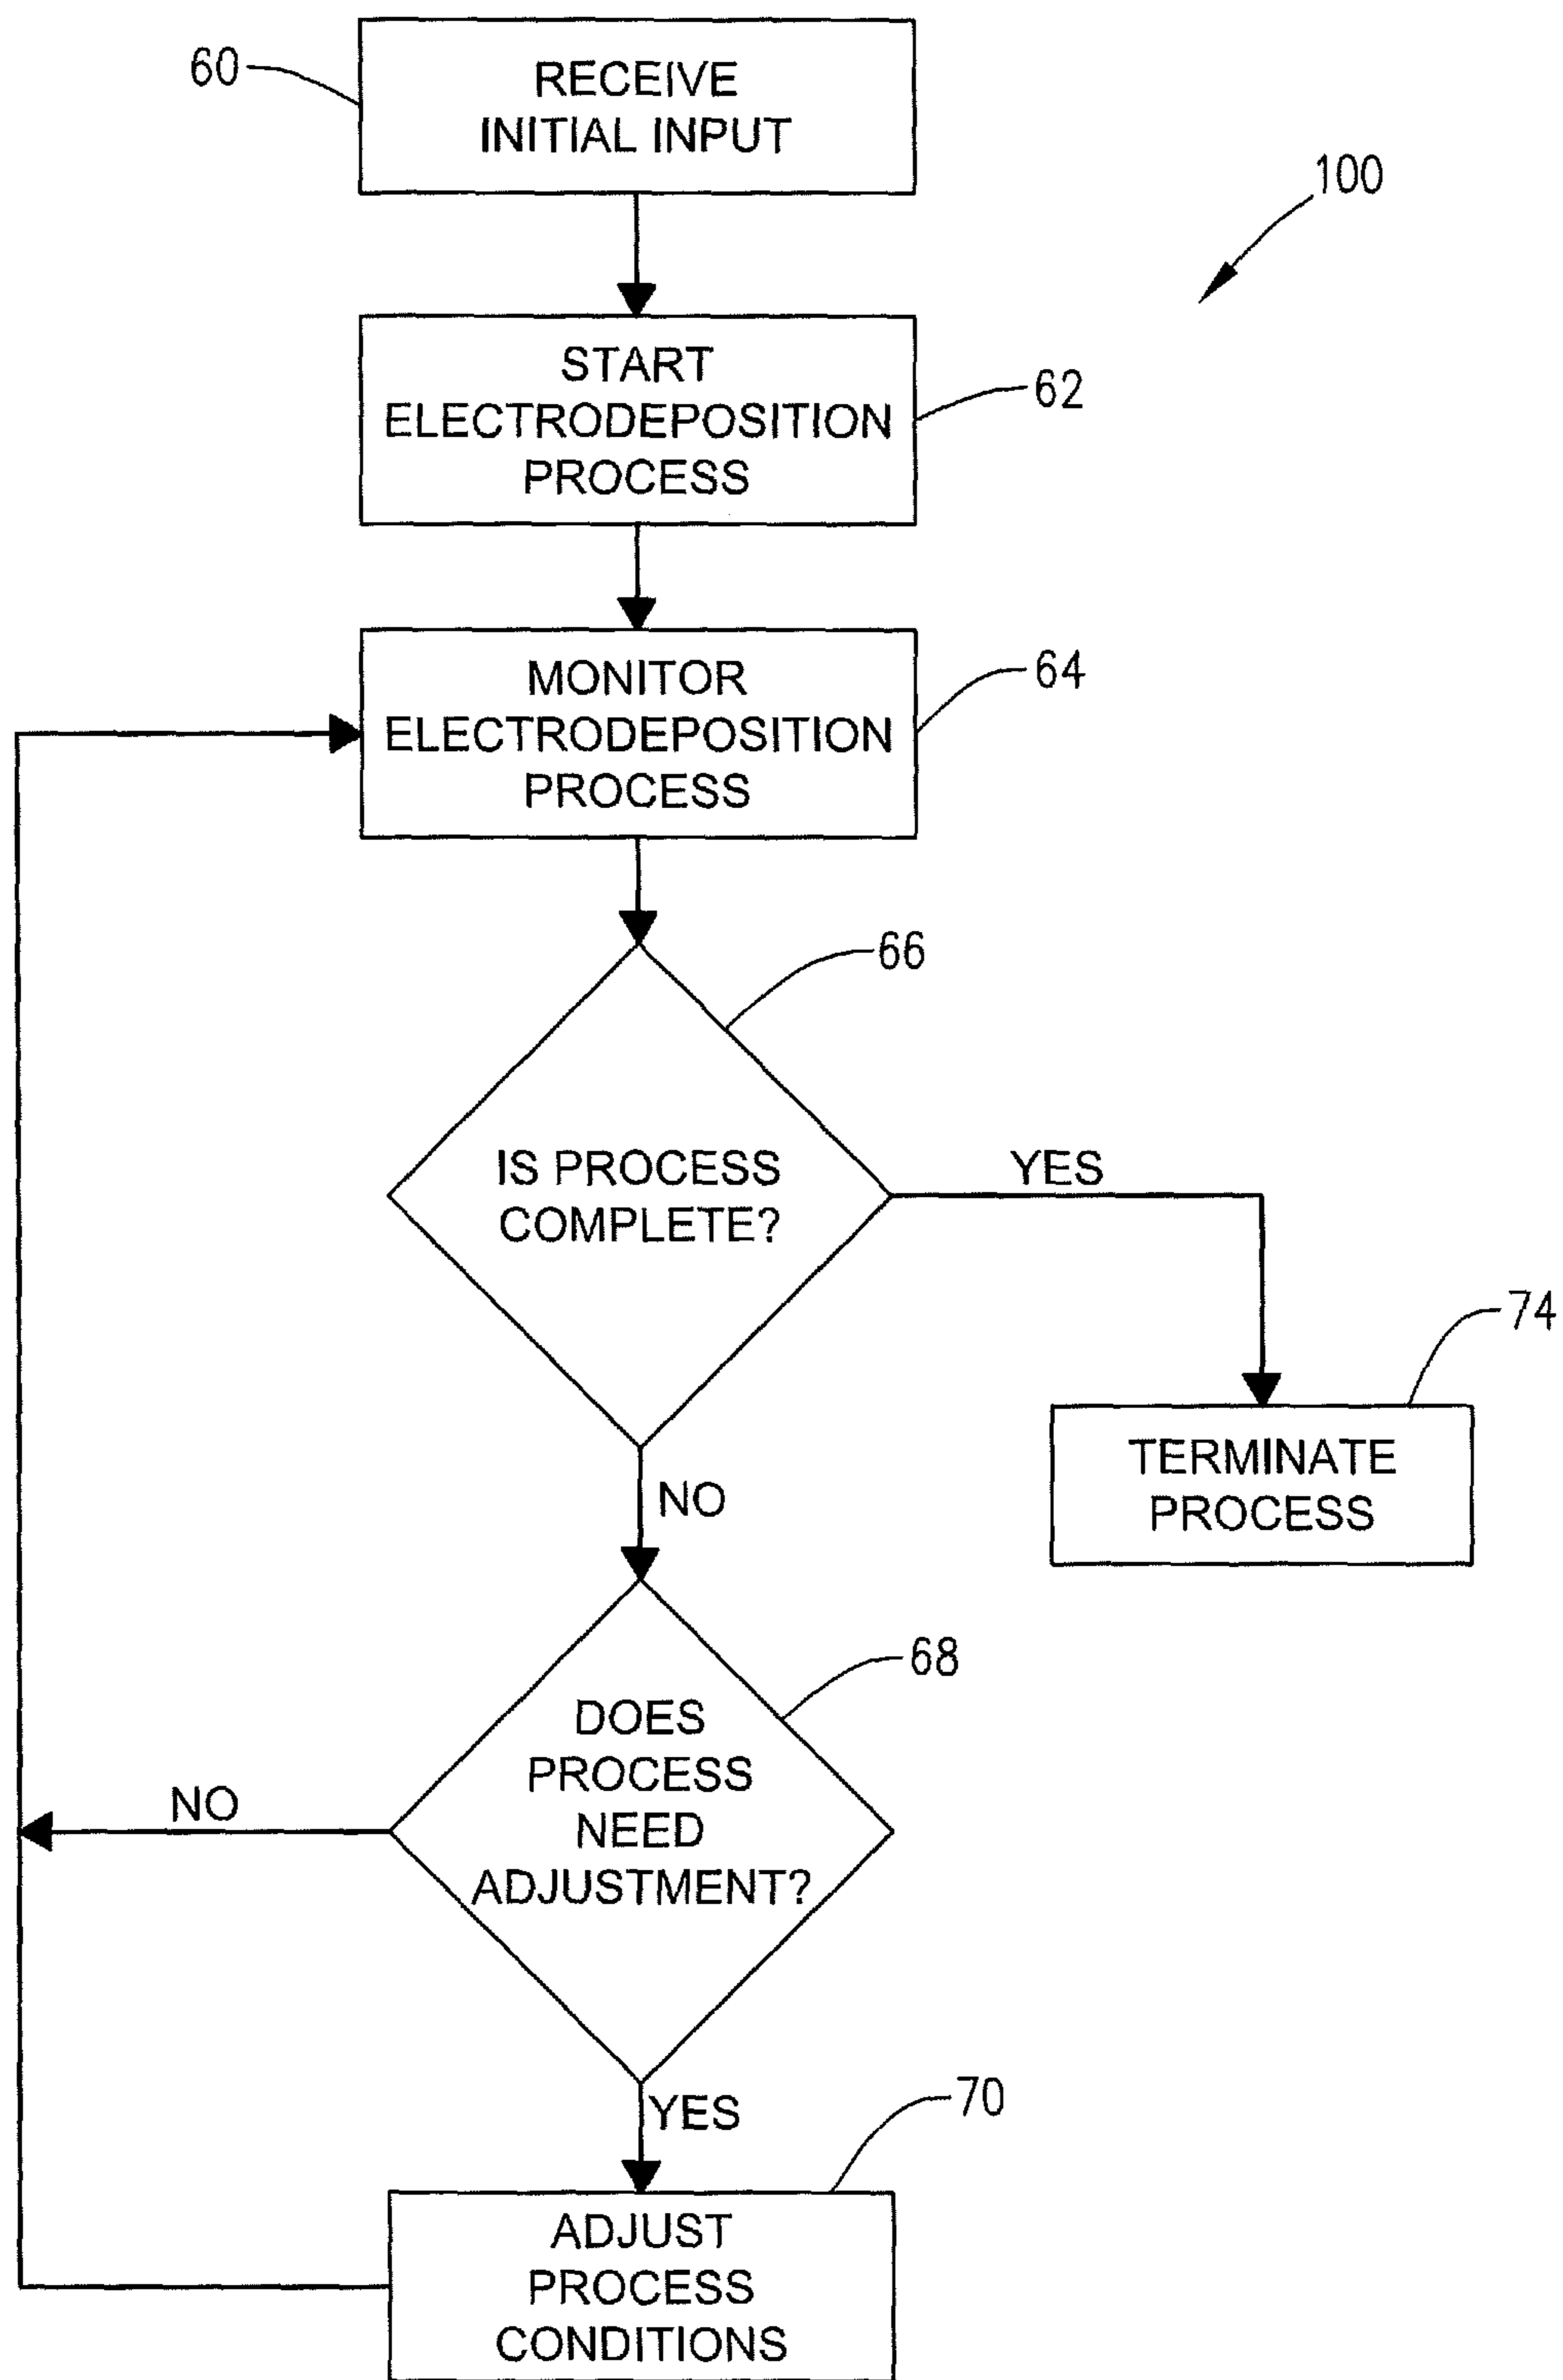 60
RECEIVE
INITIAL INPUT
100
START
ELECTRODEPOSITION
PROCESS
62
MONITOR
ELECTRODEPOSITION
PROCESS
64
66
IS PROCESS
COMPLETE?
YES
74
TERMINATE
PROCESS
NO
68
DOES
PROCESS
NEED
ADJUSTMENT?
NO
YES
70
ADJUST
PROCESS
CONDITIONS